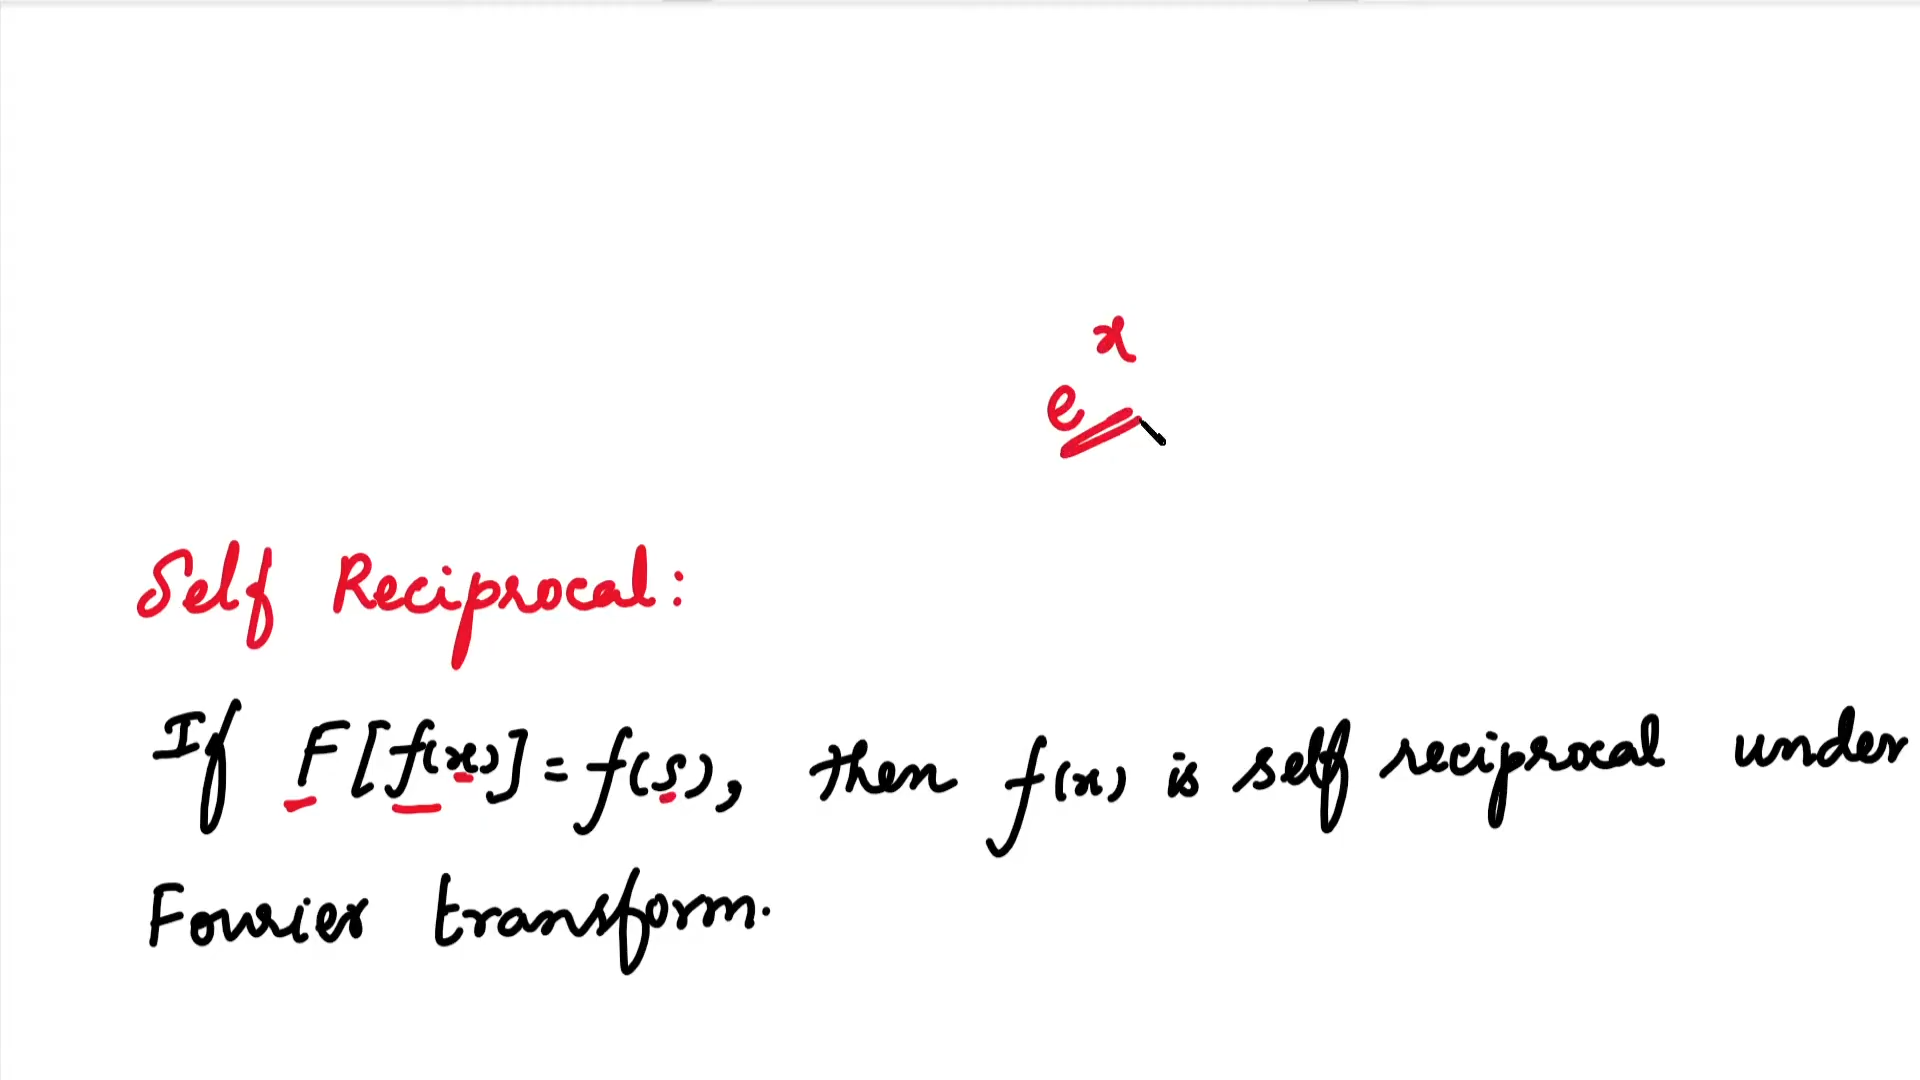 e^x
Self Reciprocal:
If F[f(x)] = f(s), then f(x) is self reciprocal under
Fourier transform.